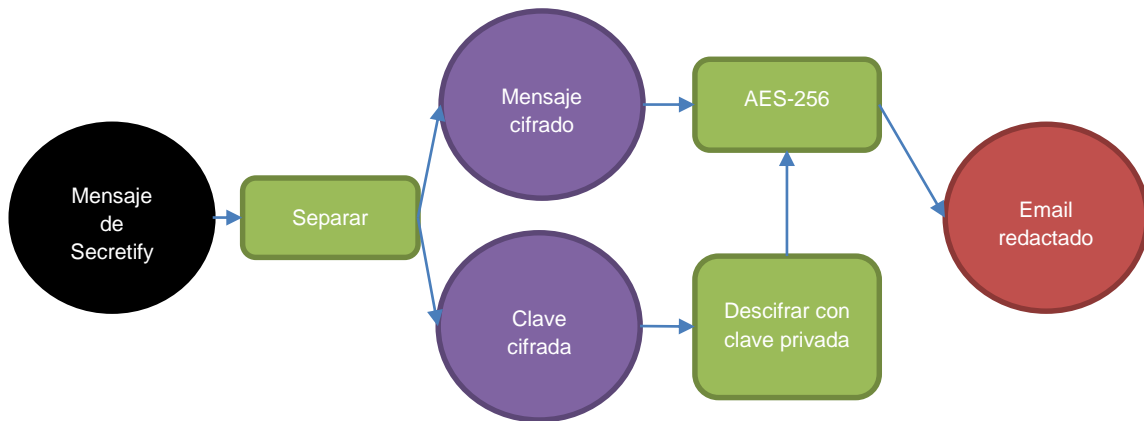 Mensaje
de
Secretify
Separar
Mensaje
cifrado
Clave
cifrada
AES-256
Descifrar con
clave privada
Email
redactado